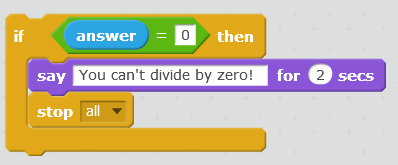 if answer = 0 then
say You can't divide by zero! for 2 secs
stop all